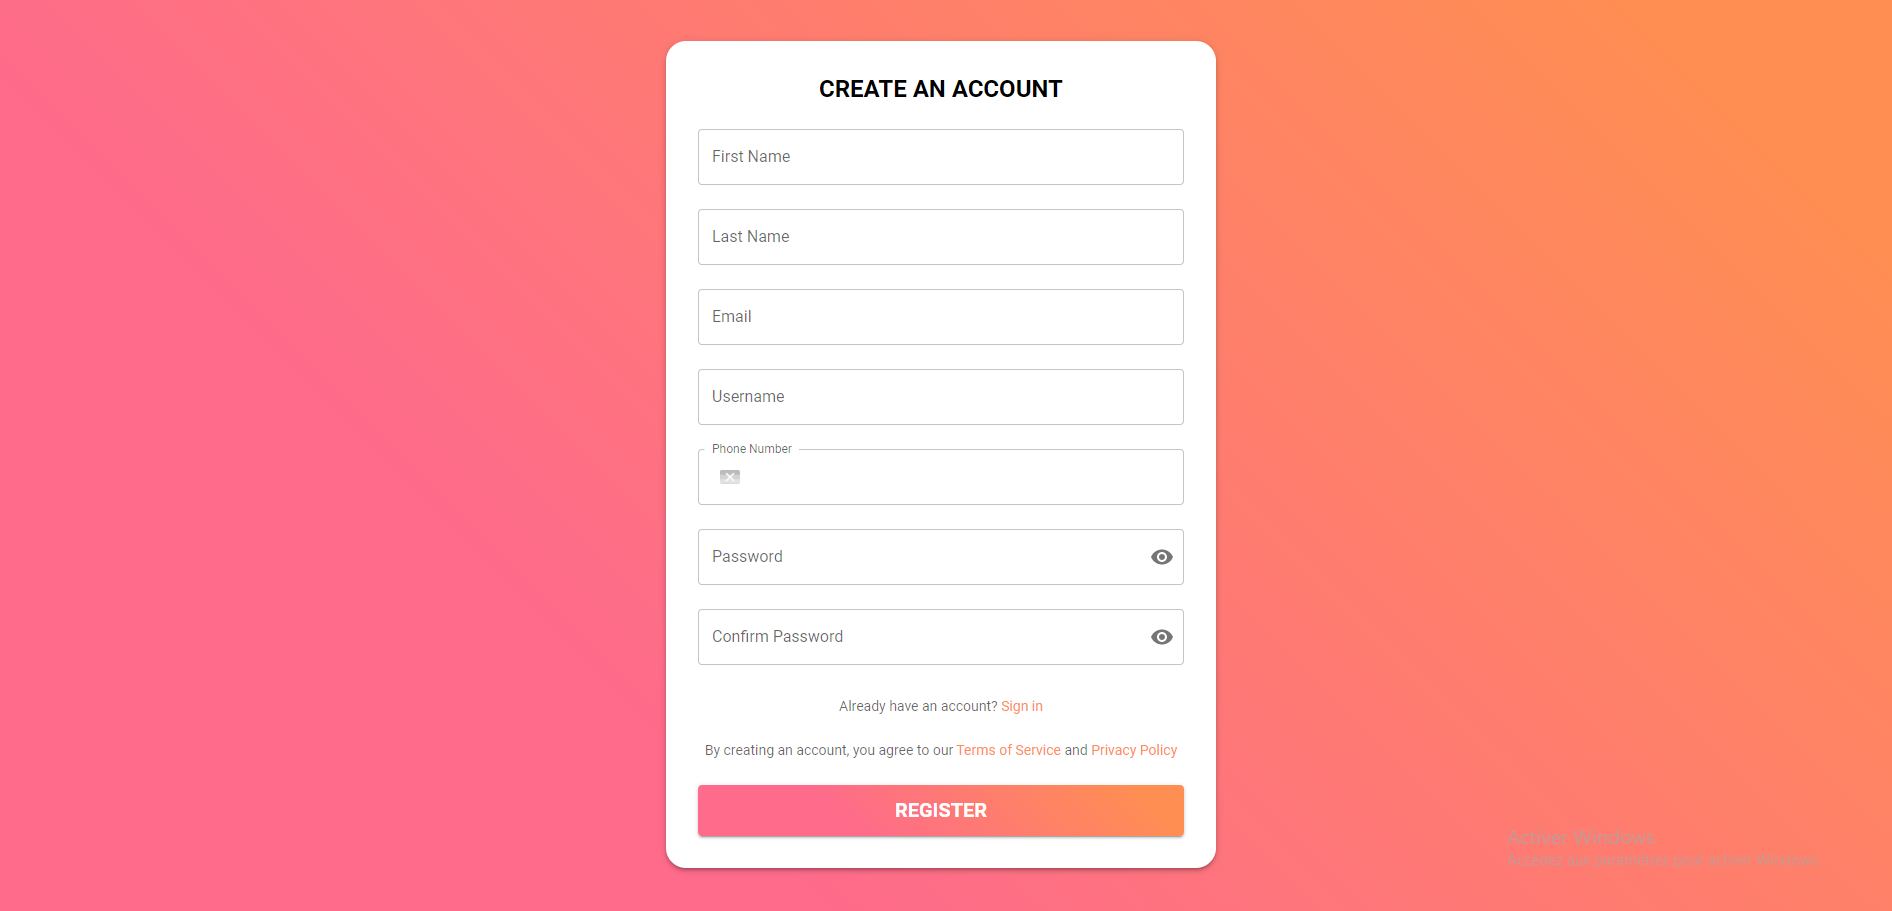 CREATE AN ACCOUNT
First Name
Last Name
Email
Username
Phone Number
Password
Confirm Password
Already have an account? Sign in
By creating an account, you agree to our Terms of Service and Privacy Policy
REGISTER
Activer Windows
Accédez aux paramètres pour activer Windows.